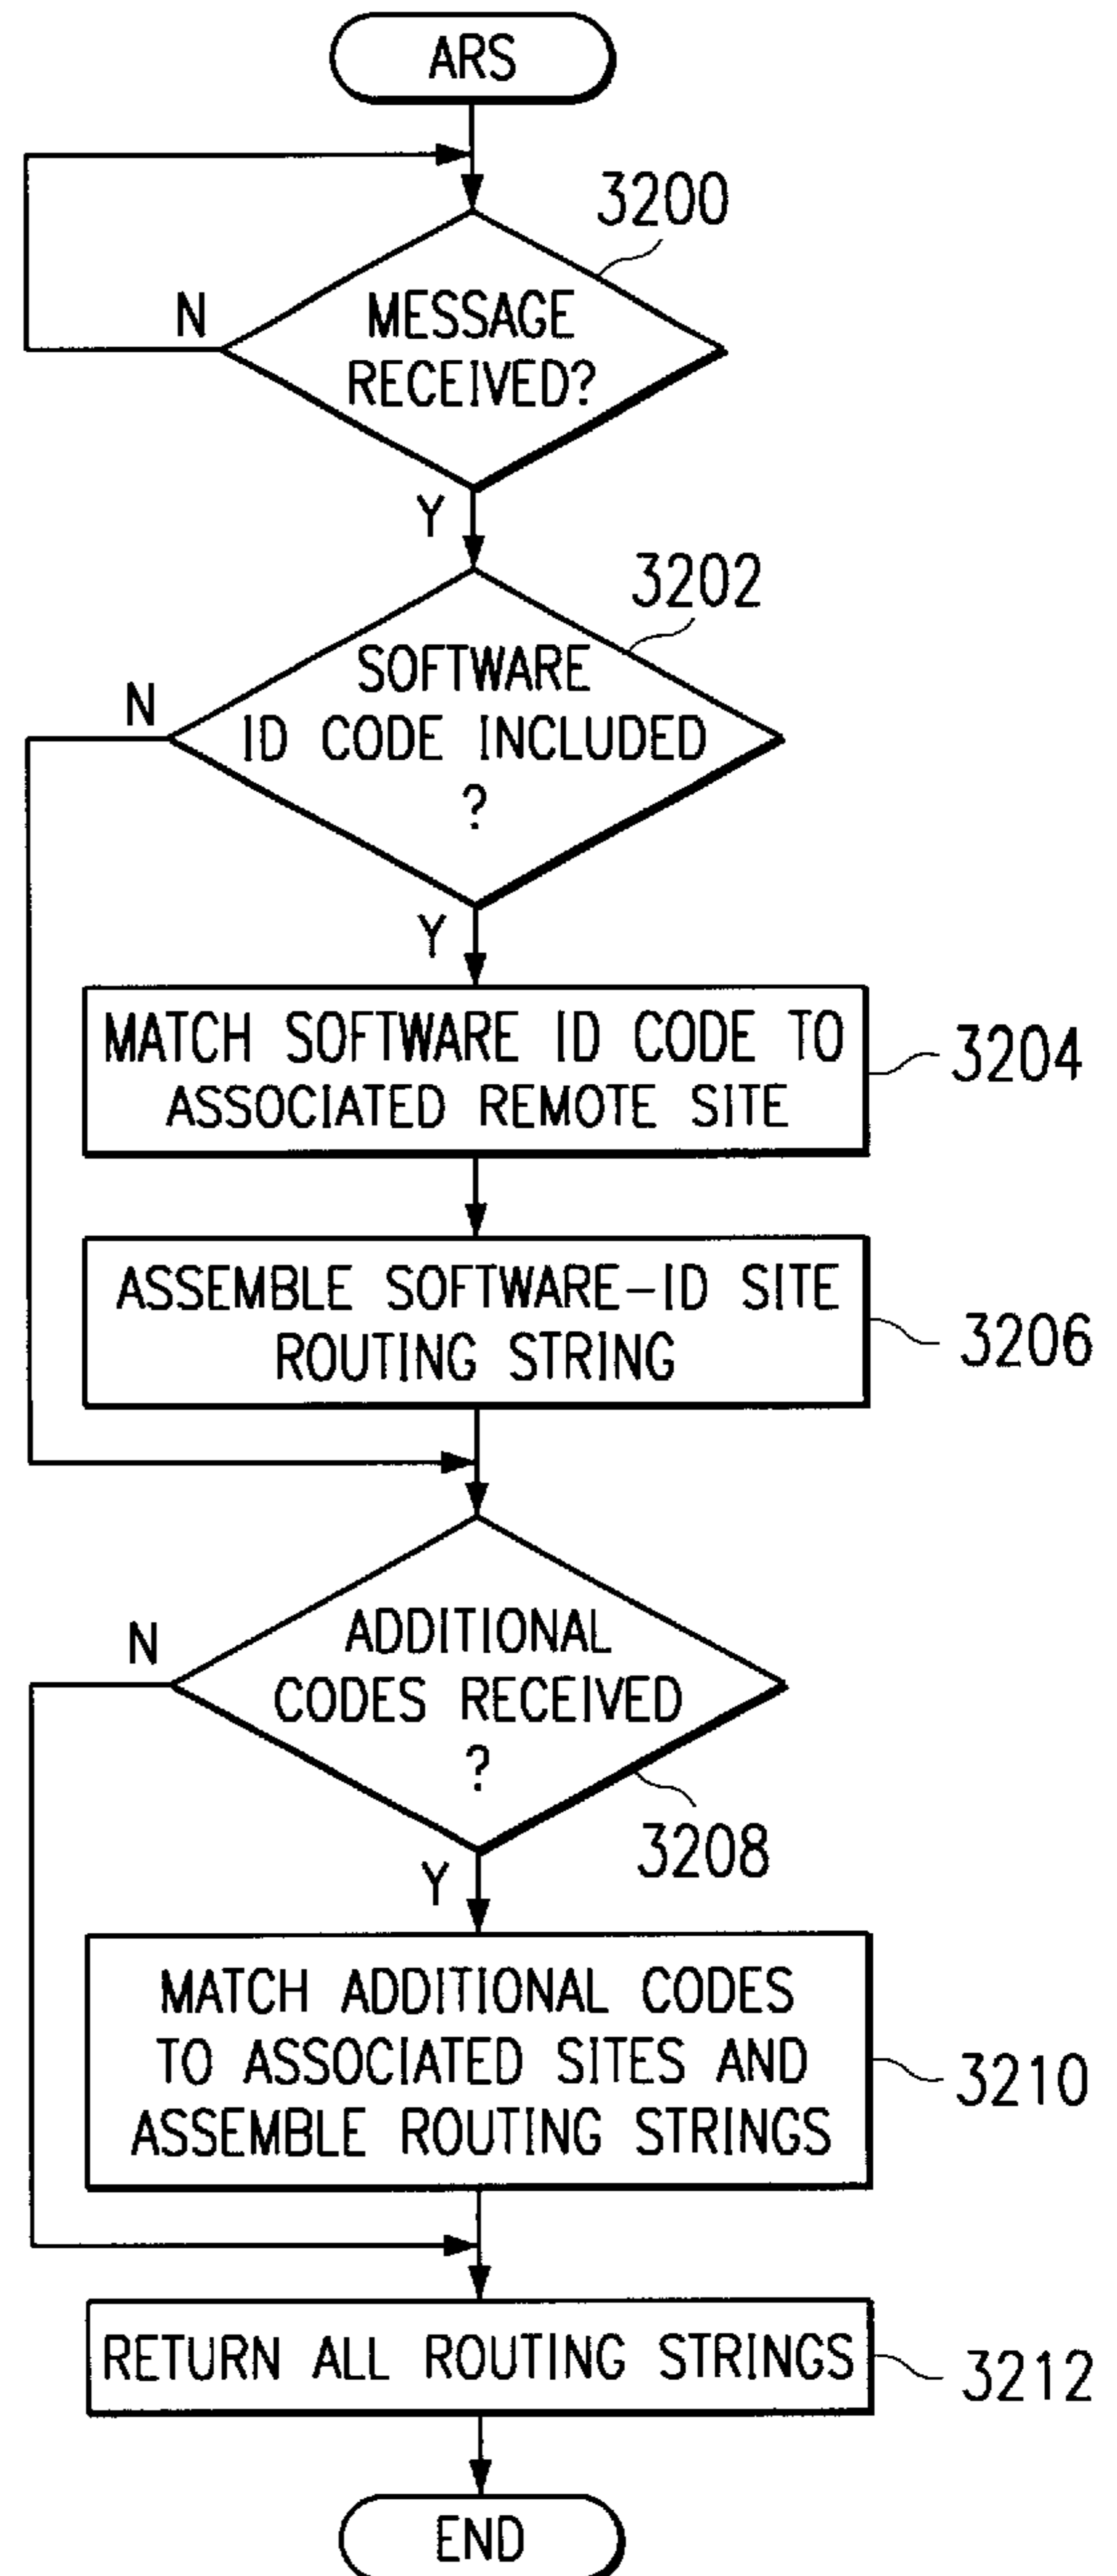 ARS
3200
MESSAGE
RECEIVED?
N
Y
3202
SOFTWARE
ID CODE INCLUDED
?
N
Y
MATCH SOFTWARE ID CODE TO
ASSOCIATED REMOTE SITE
3204
ASSEMBLE SOFTWARE-ID SITE
ROUTING STRING
3206
ADDITIONAL
CODES RECEIVED
?
N
3208
Y
MATCH ADDITIONAL CODES
TO ASSOCIATED SITES AND
ASSEMBLE ROUTING STRINGS
3210
RETURN ALL ROUTING STRINGS
3212
END